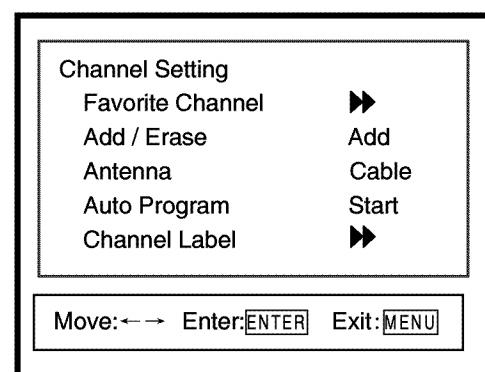 Channel Setting
Favorite Channel
Add / Erase Add
Antenna Cable
Auto Program Start
Channel Label
Move:←→ Enter:ENTER Exit:MENU